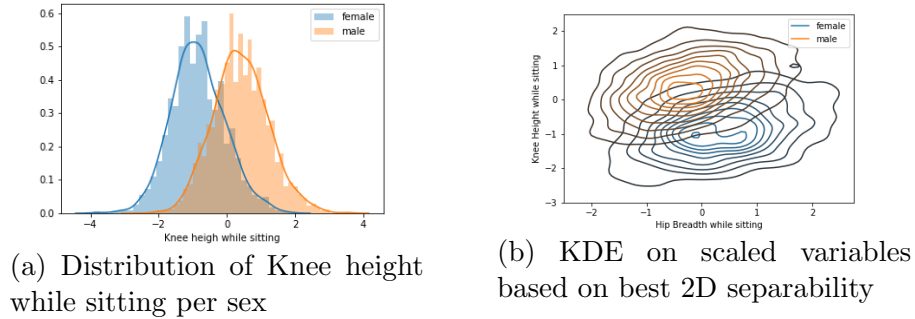 0.6
0.5
0.4
0.3
0.2
0.1
0.0
female
male
−4 −2 0 2 4
Knee heigh while sitting
(a) Distribution of Knee height
while sitting per sex
Knee Height while sitting
2
1
0
−1
−2
−3
female
male
−2 −1 0 1 2
Hip Breadth while sitting
(b) KDE on scaled variables
based on best 2D separability